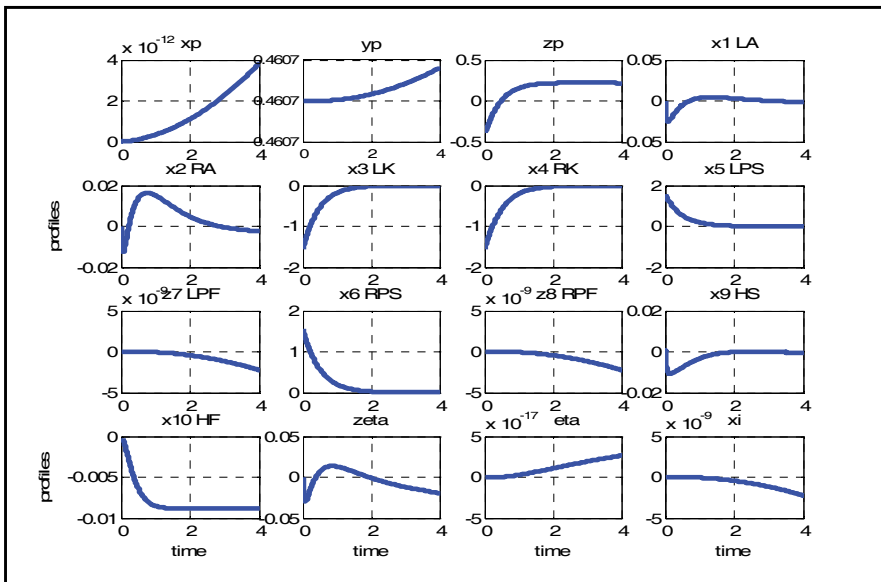 x 10^-12 xp
yp
zp
x1 LA
4
2
0
0 2 4
0.4607
0.4607
0.4607
0 2 4
0.5
0
-0.5
0 2 4
0.05
0
0.05
0 2 4
x2 RA
x3 LK
x4 RK
x5 LPS
profiles
0.02
0
-0.02
0 2 4
0
-1
-2
0 2 4
0
-1
-2
0 2 4
2
0
-2
0 2 4
x 10^-9 z7 LPF
x6 RPS
x 10^-9 z8 RPF
x9 HS
5
0
-5
0 2 4
2
1
0
0 2 4
5
0
-5
0 2 4
0.02
0
0.02
0 2 4
x10 HF
zeta
x 10^-17 eta
x 10^-9 xi
profiles
0
-0.005
-0.01
0 2 4
time
0.05
0
-0.05
0 2 4
time
5
0
-5
0 2 4
time
5
0
-5
0 2 4
time